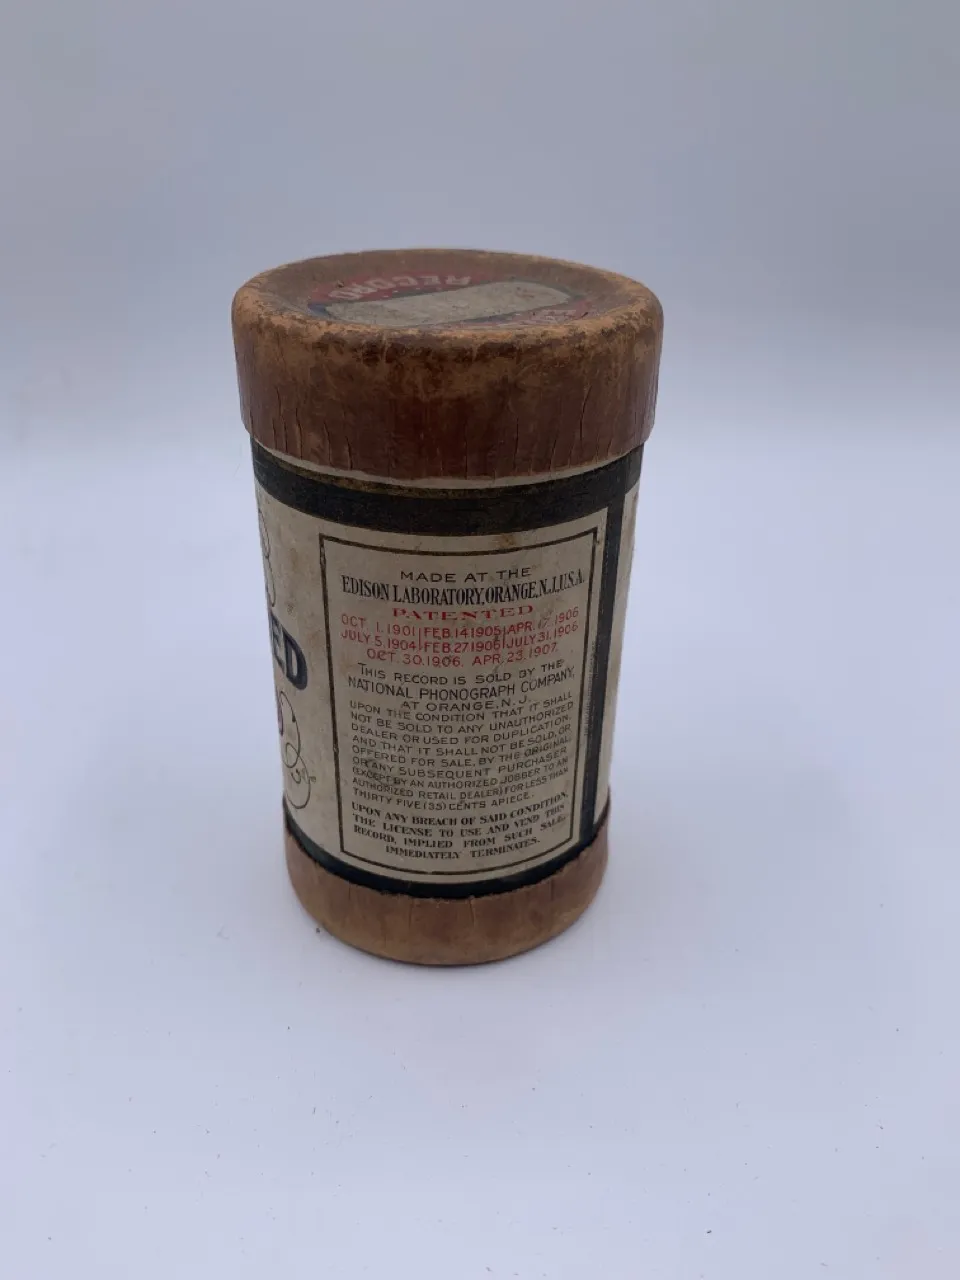 RECORD
ED
MADE AT THE
EDISON LABORATORY, ORANGE, N.J., U.S.A.
PATENTED
OCT. 1. 1901 FEB. 14 1905 APR. 17. 1906
JULY 5. 1904 FEB. 27 1906 JULY 31. 1906
OCT. 30. 1906. APR. 23. 1907.
THIS RECORD IS SOLD BY THE
NATIONAL PHONOGRAPH COMPANY,
AT ORANGE, N. J.
UPON THE CONDITION THAT IT SHALL
NOT BE SOLD TO ANY UNAUTHORIZED
DEALER OR USED FOR DUPLICATION,
AND THAT IT SHALL NOT BE SOLD, OR
OFFERED FOR SALE, BY THE ORIGINAL,
OR ANY SUBSEQUENT PURCHASER
(EXCEPT BY AN AUTHORIZED JOBBER TO AN
AUTHORIZED RETAIL DEALER) FOR LESS THAN
THIRTY FIVE (35) CENTS APIECE.
UPON ANY BREACH OF SAID CONDITION,
THE LICENSE TO USE AND VEND THIS
RECORD, IMPLIED FROM SUCH SALE,
IMMEDIATELY TERMINATES.